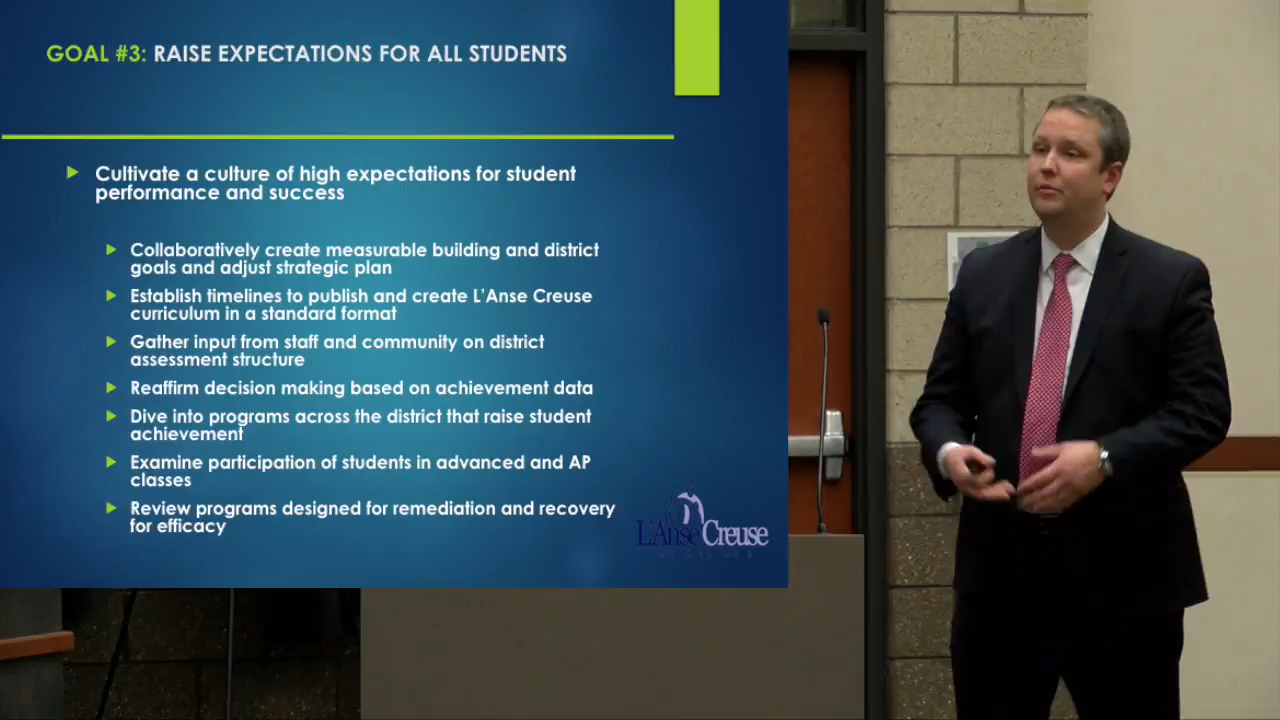 GOAL #3: RAISE EXPECTATIONS FOR ALL STUDENTS
Cultivate a culture of high expectations for student
performance and success
Collaboratively create measurable building and district
goals and adjust strategic plan
Establish timelines to publish and create L'Anse Creuse
curriculum in a standard format
Gather input from staff and community on district
assessment structure
Reaffirm decision making based on achievement data
Dive into programs across the district that raise student
achievement
Examine participation of students in advanced and AP
classes
Review programs designed for remediation and recovery
for efficacy
L'Anse Creuse